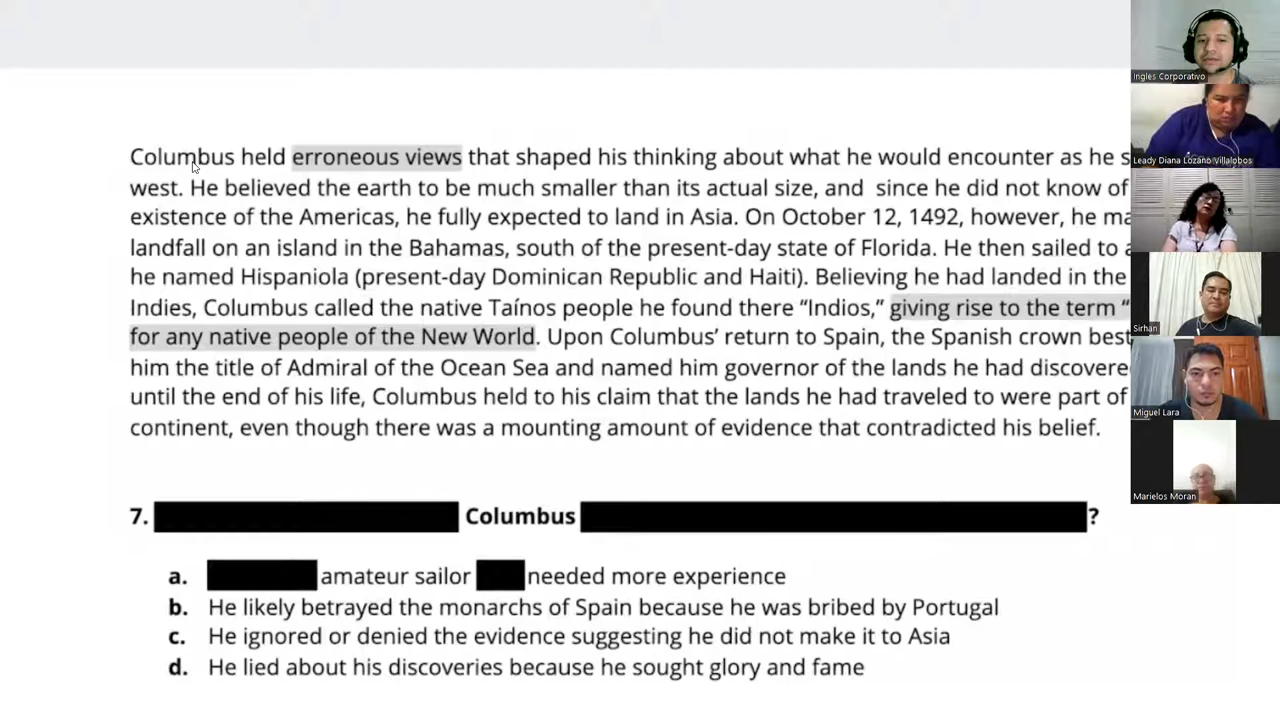 Columbus held erroneous views that shaped his thinking about what he would encounter as he s
west. He believed the earth to be much smaller than its actual size, and since he did not know of
existence of the Americas, he fully expected to land in Asia. On October 12, 1492, however, he ma
landfall on an island in the Bahamas, south of the present-day state of Florida. He then sailed to a
he named Hispaniola (present-day Dominican Republic and Haiti). Believing he had landed in the
Indies, Columbus called the native Taínos people he found there “Indios,” giving rise to the term “
for any native people of the New World. Upon Columbus’ return to Spain, the Spanish crown best
him the title of Admiral of the Ocean Sea and named him governor of the lands he had discovere
until the end of his life, Columbus held to his claim that the lands he had traveled to were part of
continent, even though there was a mounting amount of evidence that contradicted his belief.
7. Columbus ?
a. amateur sailor needed more experience
b. He likely betrayed the monarchs of Spain because he was bribed by Portugal
c. He ignored or denied the evidence suggesting he did not make it to Asia
d. He lied about his discoveries because he sought glory and fame
Ingles Corporativo
Leady Diana Lozano Villalobos
Sirhan
Miguel Lara
Marielos Moran